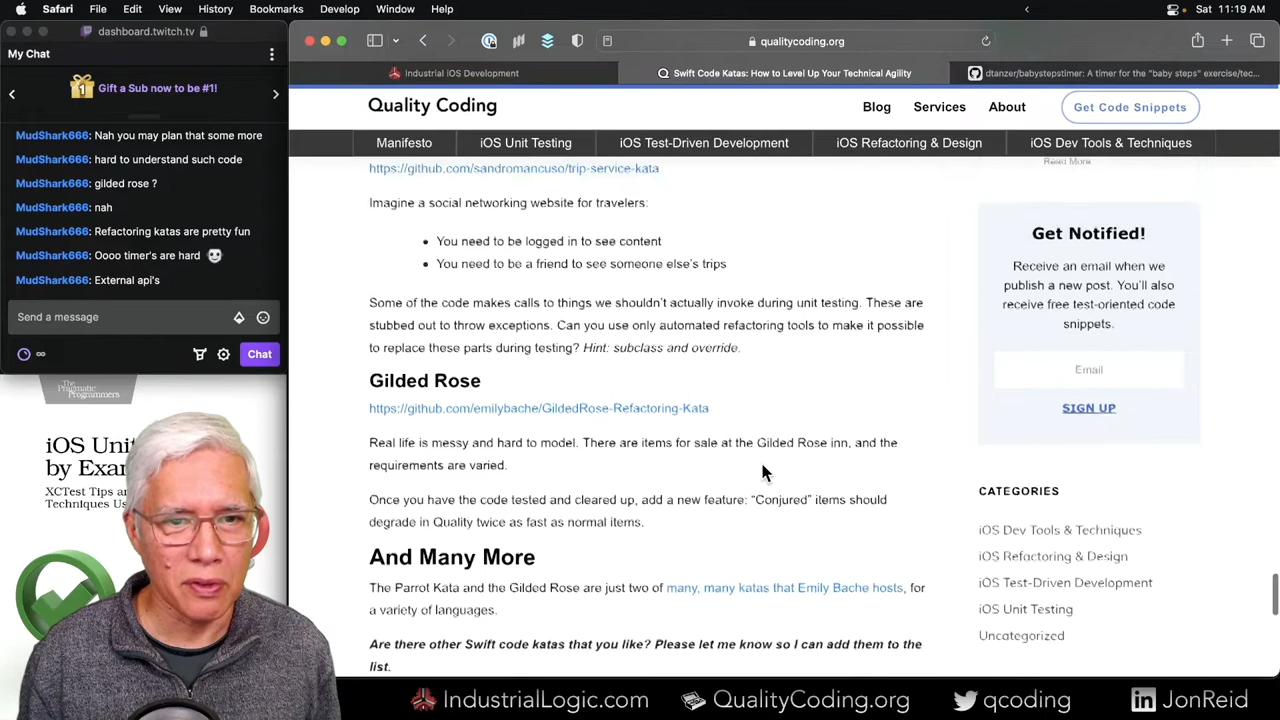 Safari File Edit View History Bookmarks Develop Window Help
Sat 11:19 AM
dashboard.twitch.tv
My Chat
1
Gift a Sub now to be #1!
MudShark666: Nah you may plan that some more
MudShark666: hard to understand such code
MudShark666: gilded rose ?
MudShark666: nah
MudShark666: Refactoring katas are pretty fun
MudShark666: Oooo timer's are hard
MudShark666: External api's
Send a message
∞
Chat
The Pragmatic Programmers
iOS Uni
by Exam
XCTest Tips an
Techniques Us
qualitycoding.org
Industrial iOS Development
Swift Code Katas: How to Level Up Your Technical Agility
dtanzer/babystepstimer: A timer for the "baby steps" exercise/tec...
Quality Coding
Blog Services About Get Code Snippets
Manifesto iOS Unit Testing iOS Test-Driven Development iOS Refactoring & Design iOS Dev Tools & Techniques
https://github.com/sandromancuso/trip-service-kata
Imagine a social networking website for travelers:
• You need to be logged in to see content
• You need to be a friend to see someone else's trips
Some of the code makes calls to things we shouldn't actually invoke during unit testing. These are
stubbed out to throw exceptions. Can you use only automated refactoring tools to make it possible
to replace these parts during testing? Hint: subclass and override.
Gilded Rose
https://github.com/emilybache/GildedRose-Refactoring-Kata
Real life is messy and hard to model. There are items for sale at the Gilded Rose inn, and the
requirements are varied.
Once you have the code tested and cleared up, add a new feature: "Conjured" items should
degrade in Quality twice as fast as normal items.
And Many More
The Parrot Kata and the Gilded Rose are just two of many, many katas that Emily Bache hosts, for
a variety of languages.
Are there other Swift code katas that you like? Please let me know so I can add them to the
list.
Read More
Get Notified!
Receive an email when we
publish a new post. You'll also
receive free test-oriented code
snippets.
Email
SIGN UP
CATEGORIES
iOS Dev Tools & Techniques
iOS Refactoring & Design
iOS Test-Driven Development
iOS Unit Testing
Uncategorized
IndustrialLogic.com QualityCoding.org qcoding JonReid